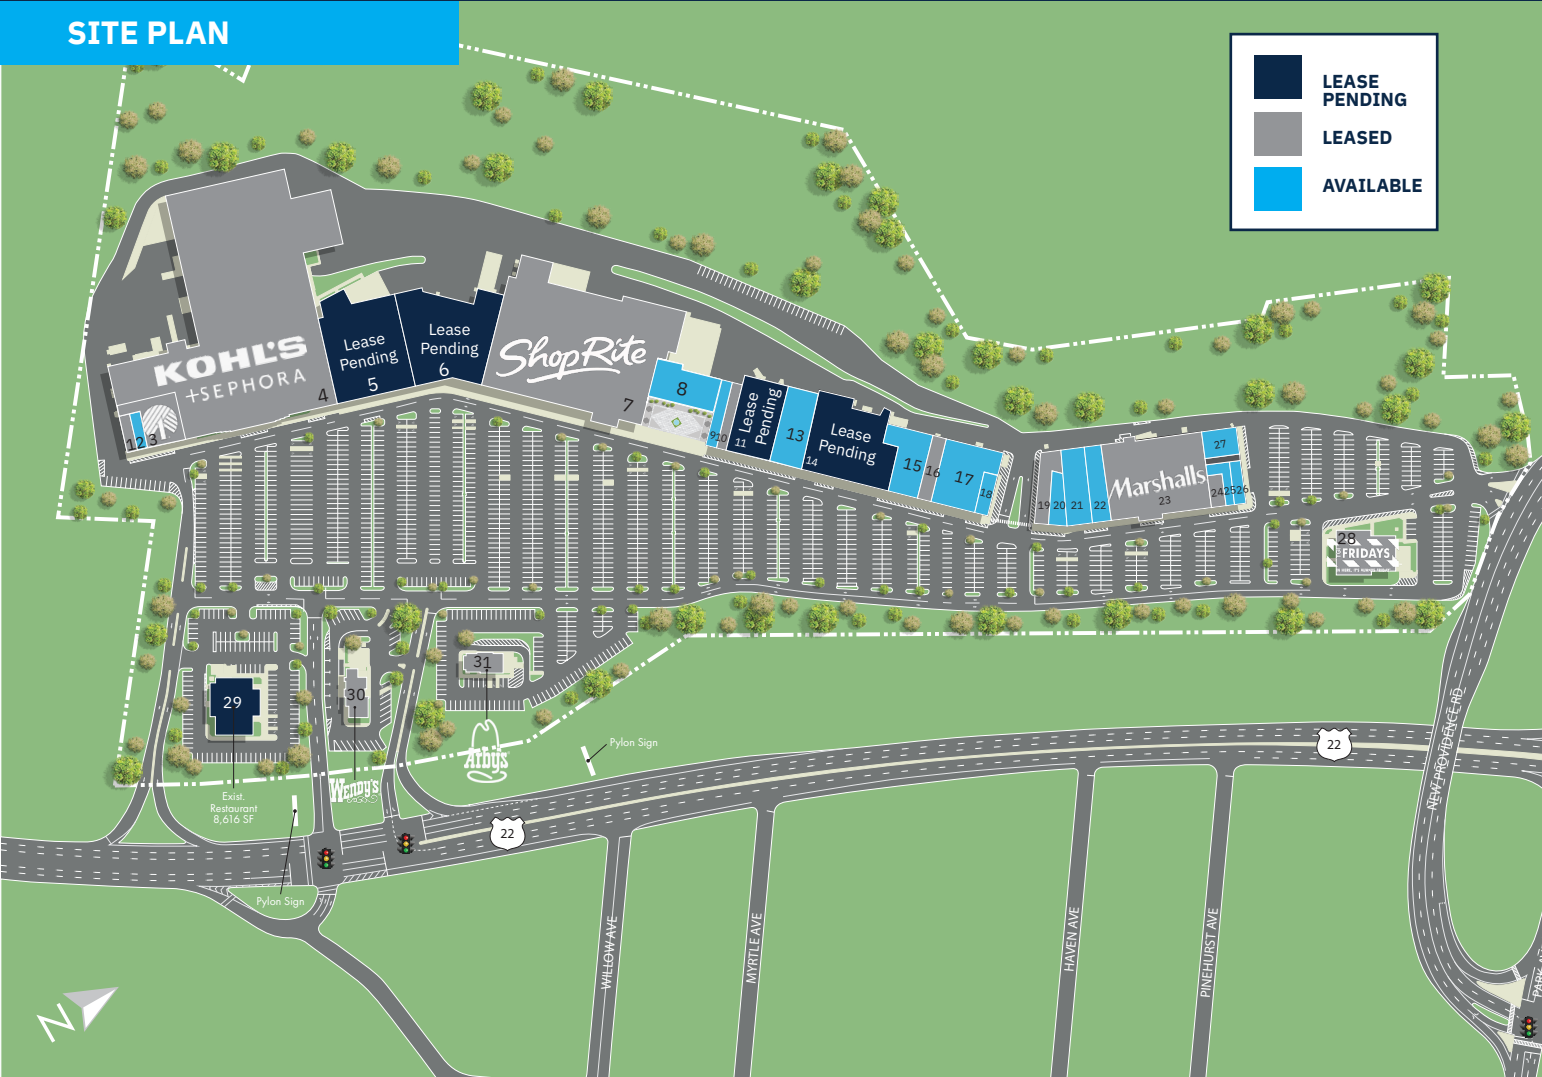 SITE PLAN
LEASE
PENDING
LEASED
AVAILABLE
KOHL'S
+SEPHORA
1
2
3
4
Lease
Pending
5
Lease
Pending
6
ShopRite
7
8
9
10
11
Lease
Pending
13
14
Lease
Pending
15
16
17
18
19
20
21
22
Marshalls
23
24
25
26
27
28
FRIDAYS
29
30
31
Arby's
Wendy's
Pylon Sign
Exist.
Restaurant
8,616 SF
Pylon Sign
22
22
NEW PROVIDENCE RD
WILLOW AVE
MYRTLE AVE
HAVEN AVE
PINEHURST AVE
N